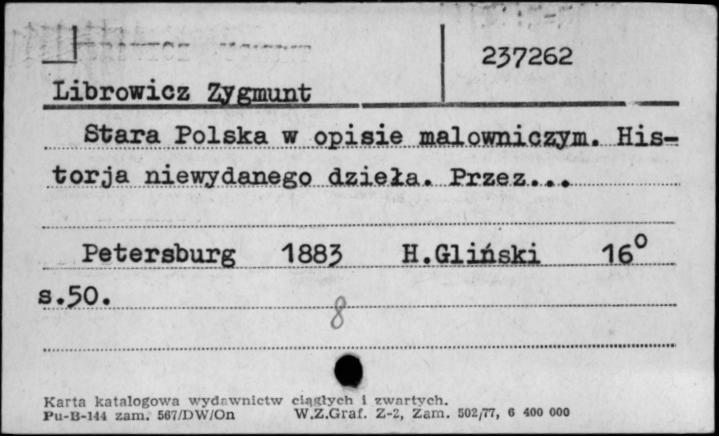 237262
Librowicz Zygmunt
Stara Polska w opisie malowniczym. His-
torja niewydanego dzieła. Przez...
Petersburg 1883 H.Gliński 16°
s.50.
8
Karta katalogowa wydawnictw ciągłych i zwartych.
Pu-B-144 zam. 567/DW/On W.Z.Graf. Z-2, Zam. 502/77, 6 400 000